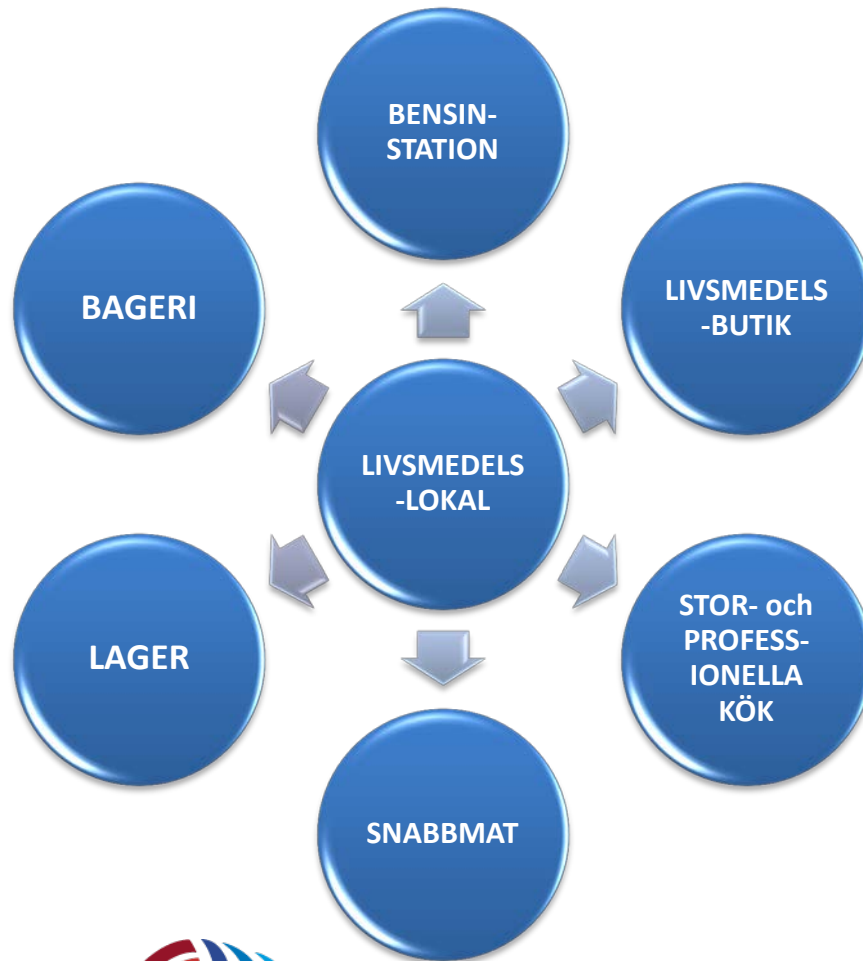 BENSIN-
STATION
BAGERI
LIVSMEDELS
-BUTIK
LIVSMEDELS
-LOKAL
LAGER
STOR- och
PROFESS-
IONELLA
KÖK
SNABBMAT